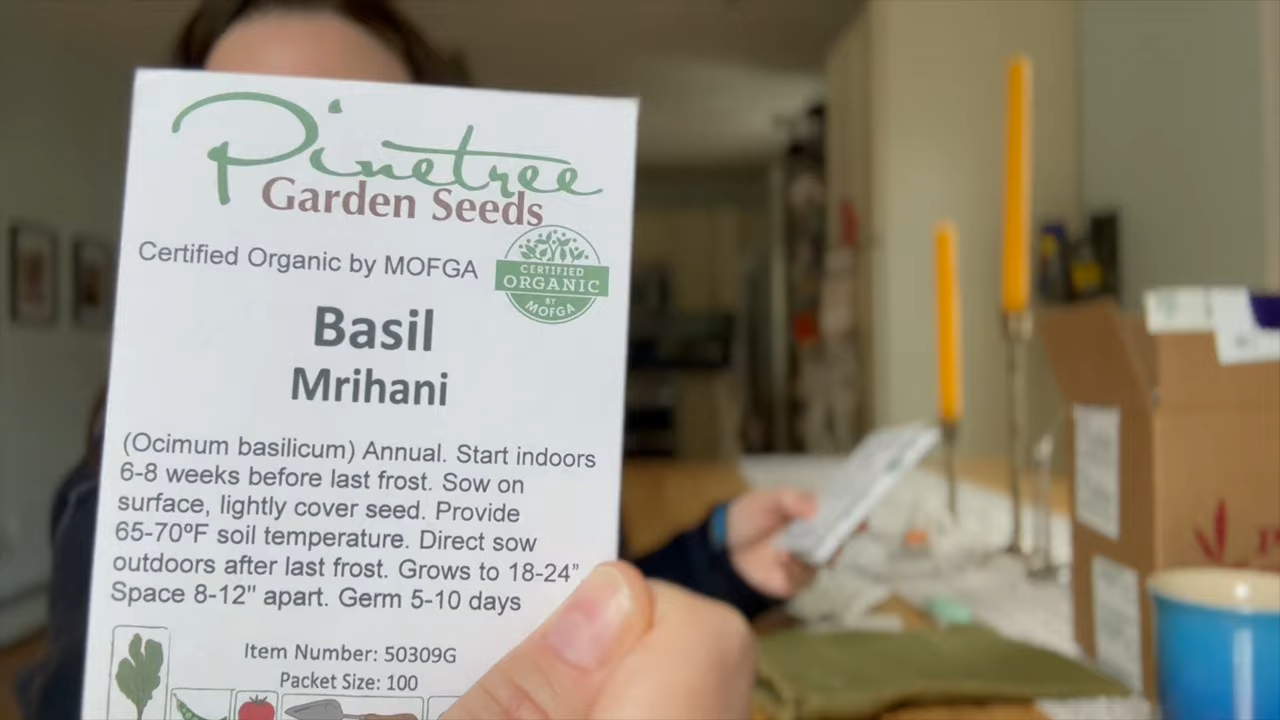 Pinetree
Garden Seeds
Certified Organic by MOFGA
CERTIFIED
ORGANIC
BY
MOFGA
Basil
Mrihani
(Ocimum basilicum) Annual. Start indoors
6-8 weeks before last frost. Sow on
surface, lightly cover seed. Provide
65-70ºF soil temperature. Direct sow
outdoors after last frost. Grows to 18-24”
Space 8-12" apart. Germ 5-10 days
Item Number: 50309G
Packet Size: 100